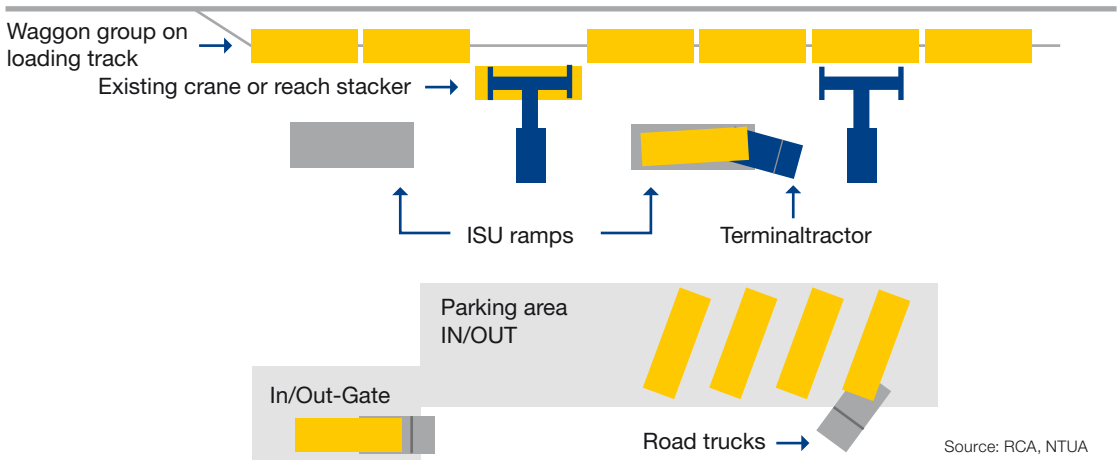 Waggon group on
loading track
Existing crane or reach stacker
ISU ramps
Terminaltractor
Parking area
IN/OUT
In/Out-Gate
Road trucks
Source: RCA, NTUA